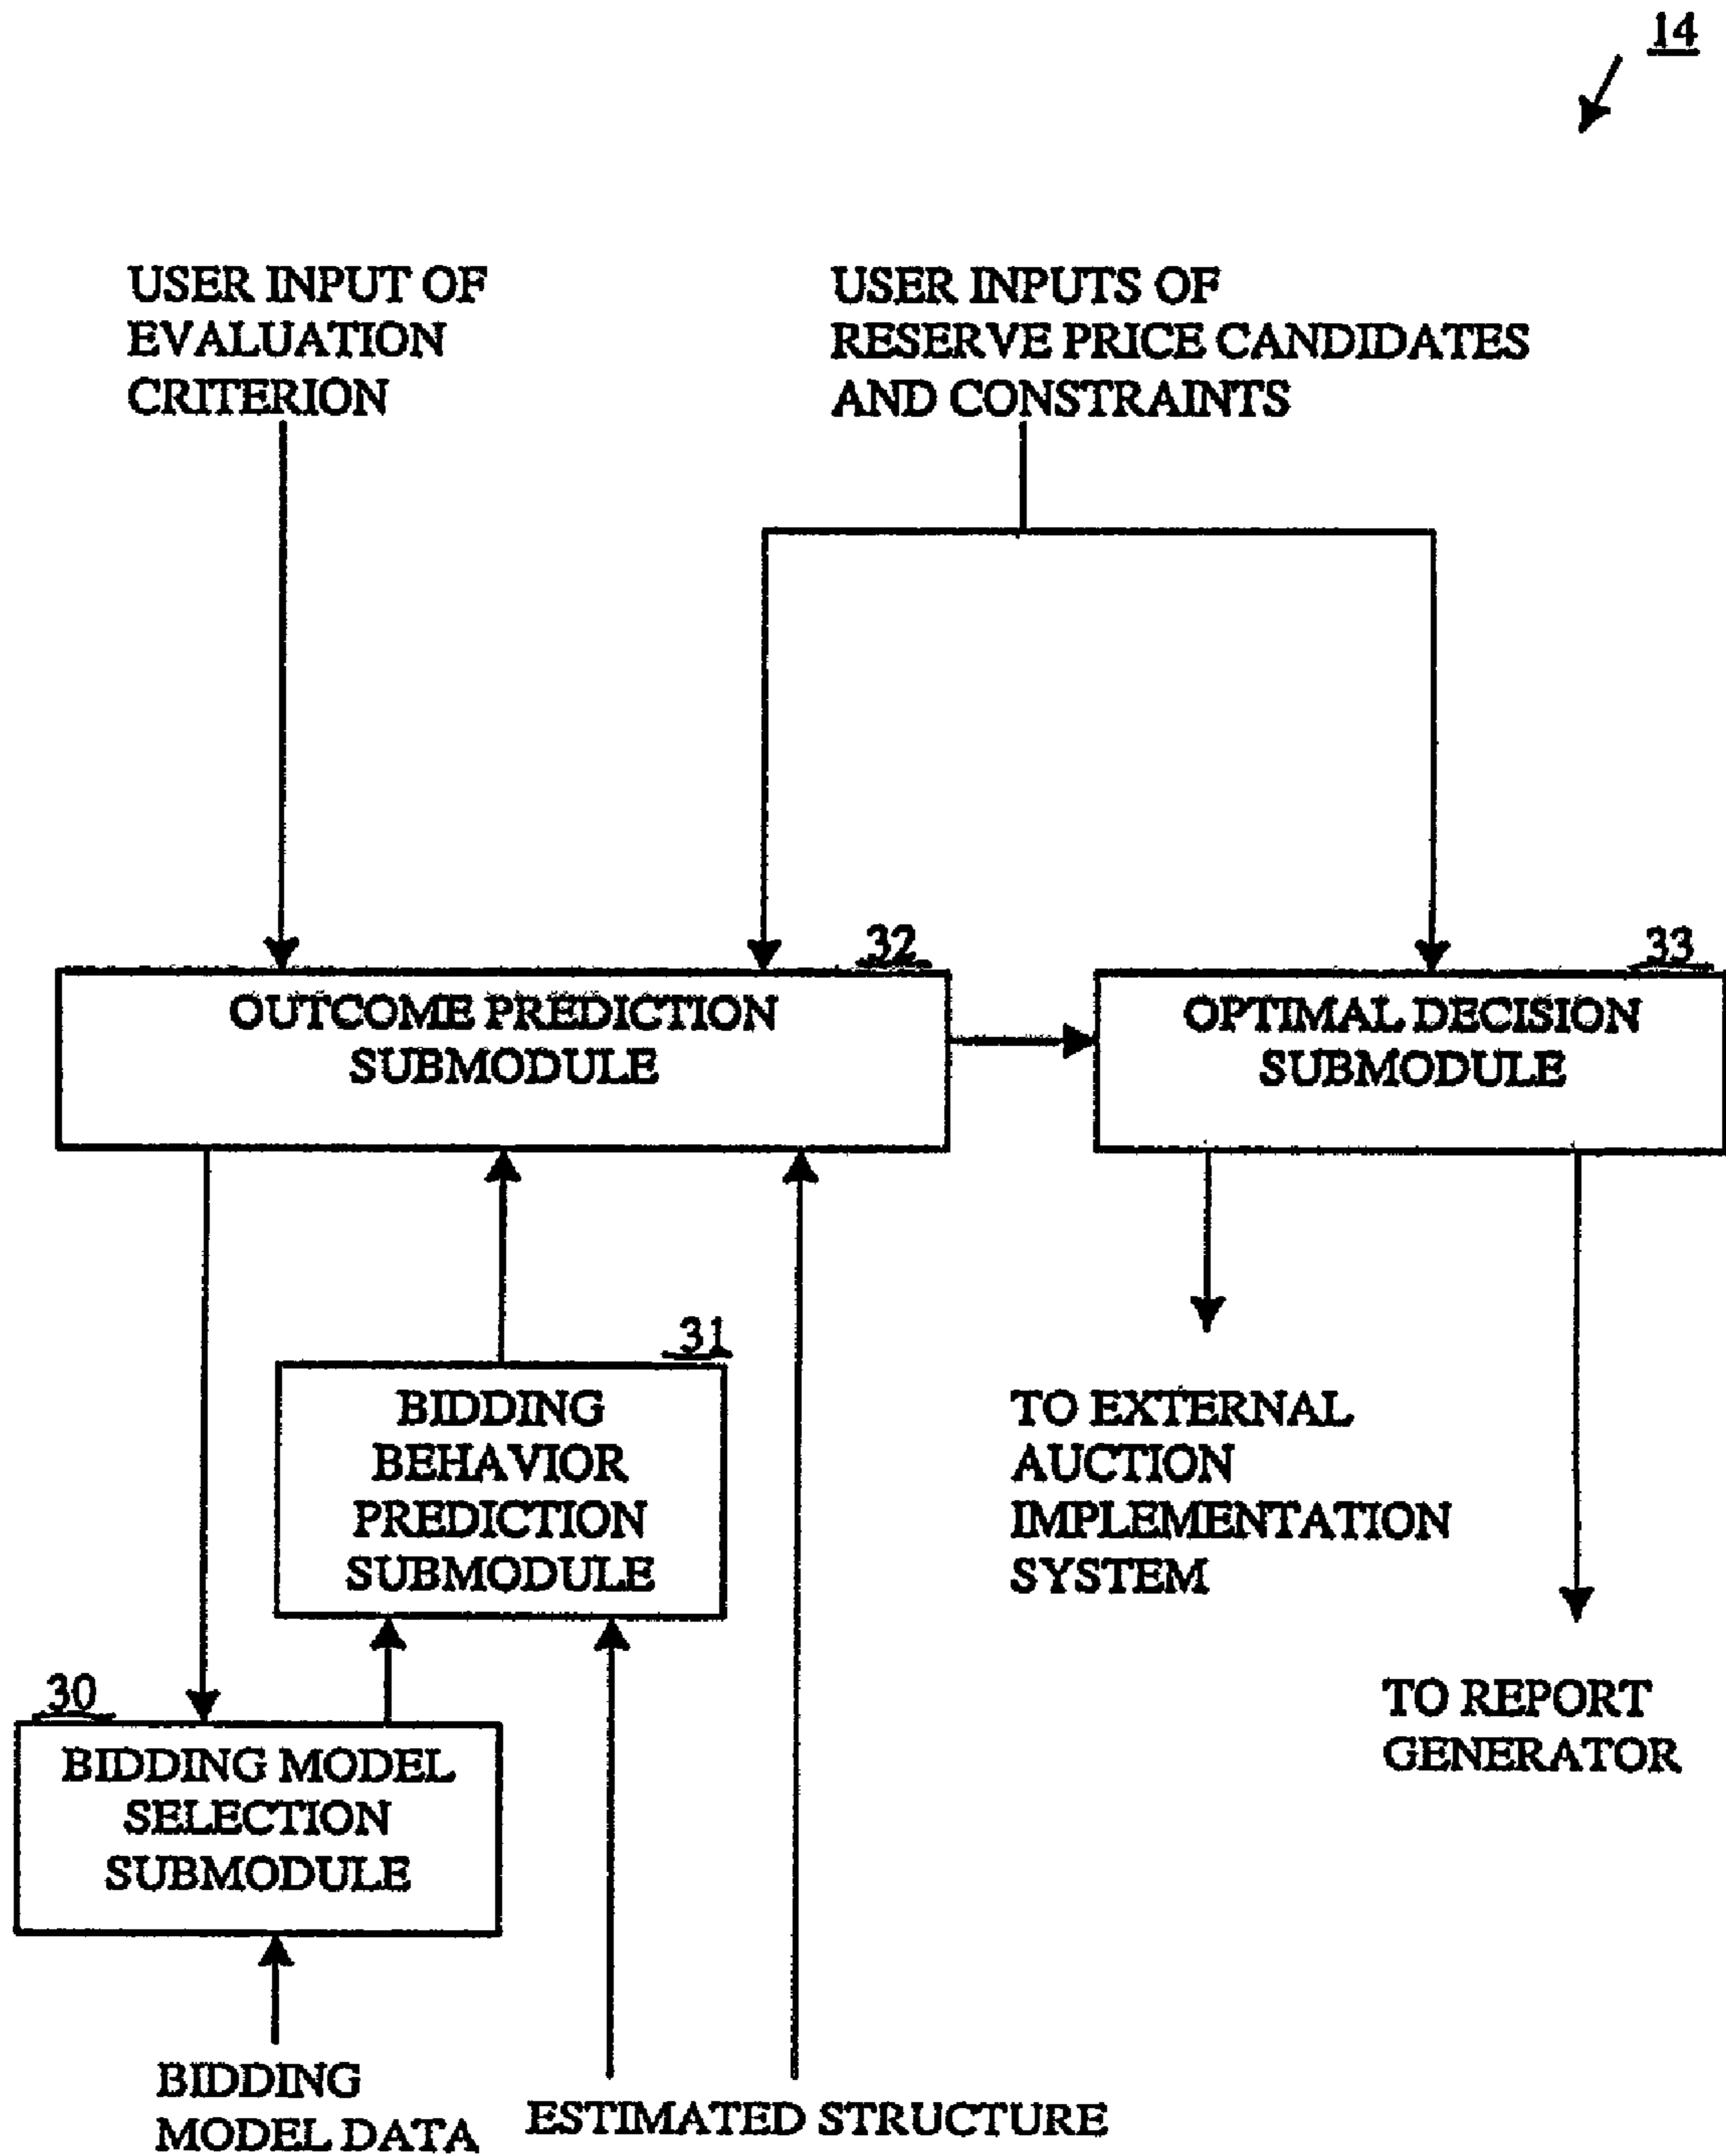 14
USER INPUT OF
EVALUATION
CRITERION
USER INPUTS OF
RESERVE PRICE CANDIDATES
AND CONSTRAINTS
32
OUTCOME PREDICTION
SUBMODULE
33
OPTIMAL DECISION
SUBMODULE
31
BIDDING
BEHAVIOR
PREDICTION
SUBMODULE
TO EXTERNAL
AUCTION
IMPLEMENTATION
SYSTEM
30
BIDDING MODEL
SELECTION
SUBMODULE
TO REPORT
GENERATOR
BIDDING
MODEL DATA
ESTIMATED STRUCTURE